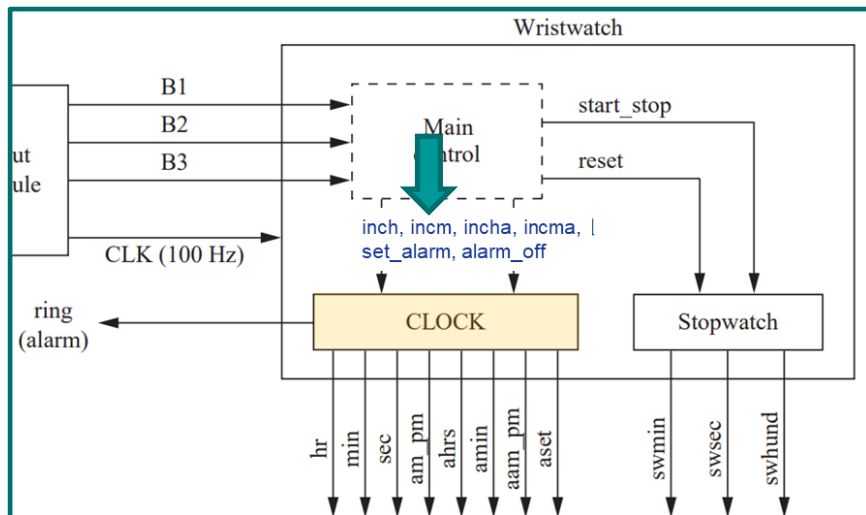 Wristwatch
B1
B2
B3
ut
ule
CLK (100 Hz)
Main
start_stop
reset
inch, incm, incha, incma,
set_alarm, alarm_off
ring
(alarm)
CLOCK
Stopwatch
hr
min
sec
am_pm
ahrs
amin
aam_pm
aset
swmin
swsec
swhund